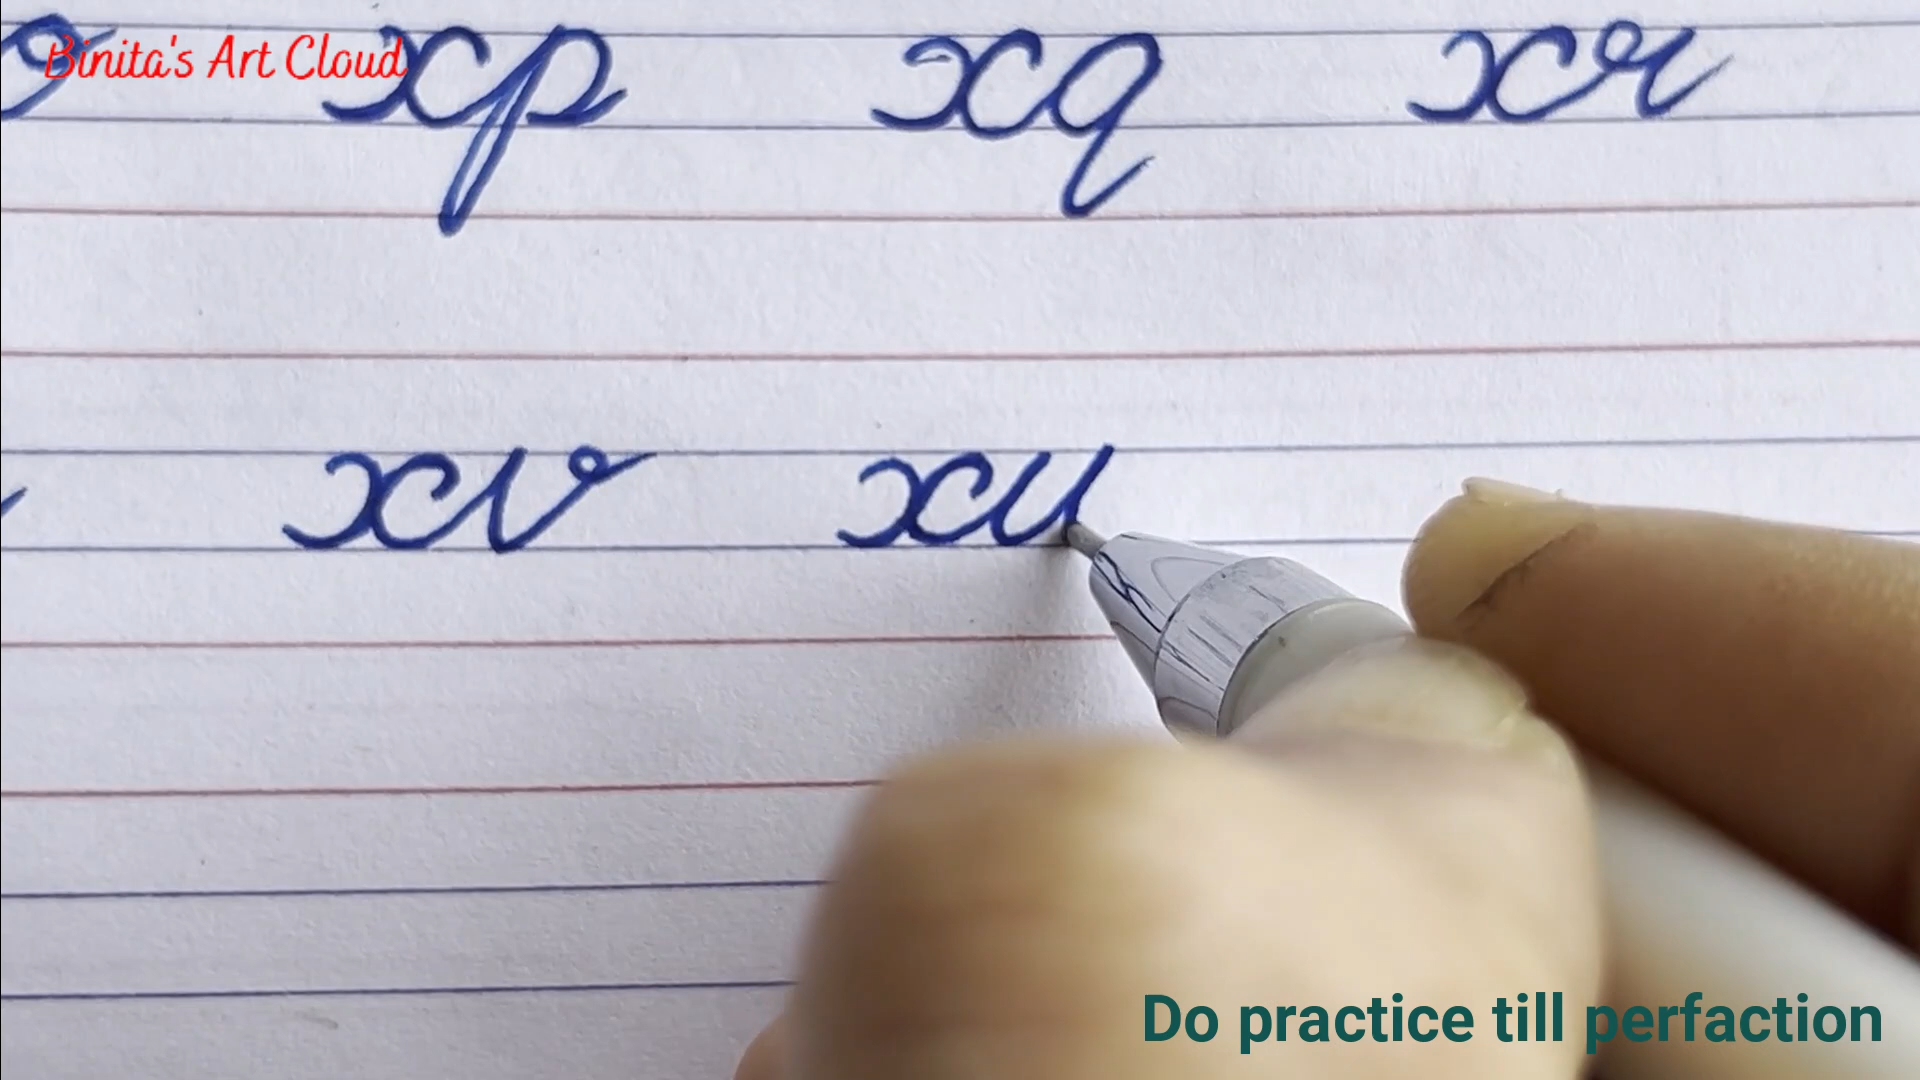 Binita's Art Cloud
xp xq xr
xv xu
Do practice till perfaction